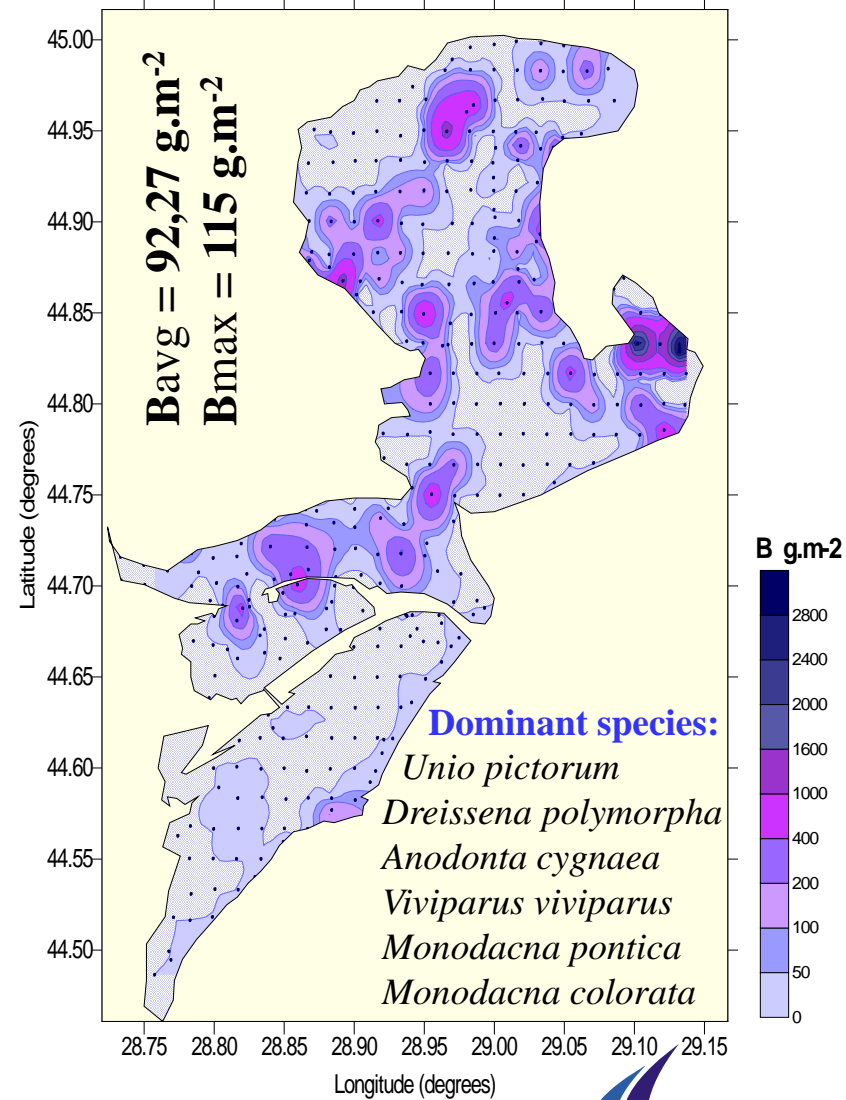 45.00
44.95
44.90
44.85
44.80
44.75
44.70
44.65
44.60
44.55
44.50
Latitude (degrees)
Bavg = 92,27 g.m-2
Bmax = 115 g.m-2
Dominant species:
Unio pictorum
Dreissena polymorpha
Anodonta cygnaea
Viviparus viviparus
Monodacna pontica
Monodacna colorata
B g.m-2
2800
2400
2000
1600
1000
400
200
100
50
0
28.75 28.80 28.85 28.90 28.95 29.00 29.05 29.10 29.15
Longitude (degrees)